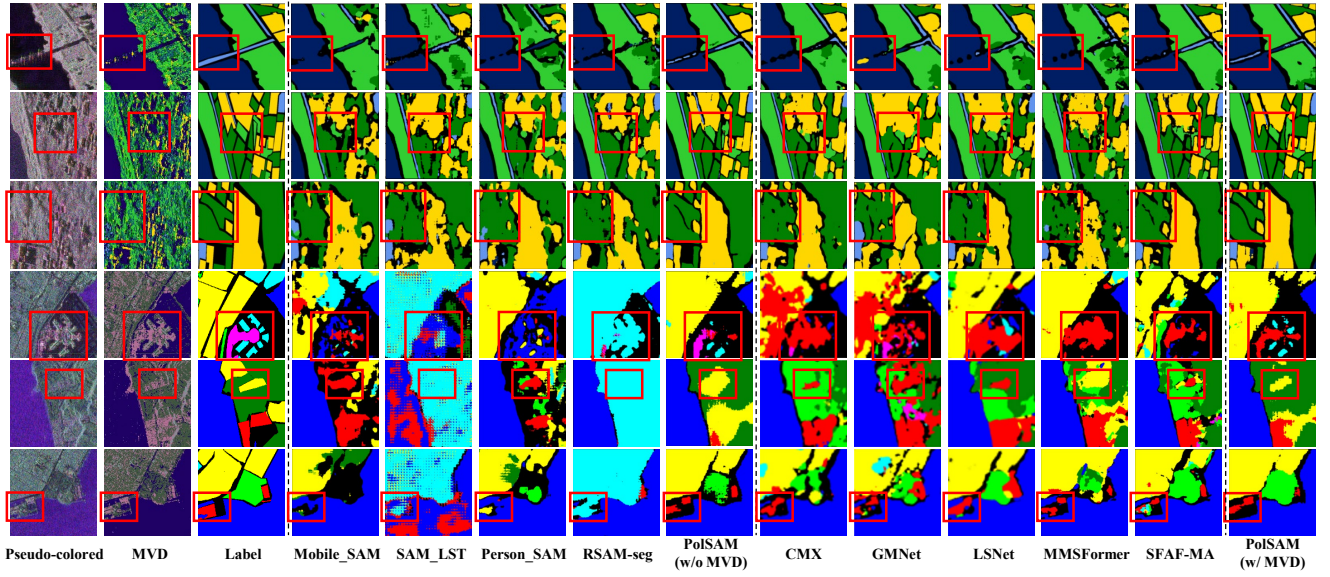 Pseudo-colored MVD Label Mobile_SAM SAM_LST Person_SAM RSAM-seg PolSAM (w/o MVD) CMX GMNet LSNet MMSFormer SFAF-MA PolSAM (w/ MVD)